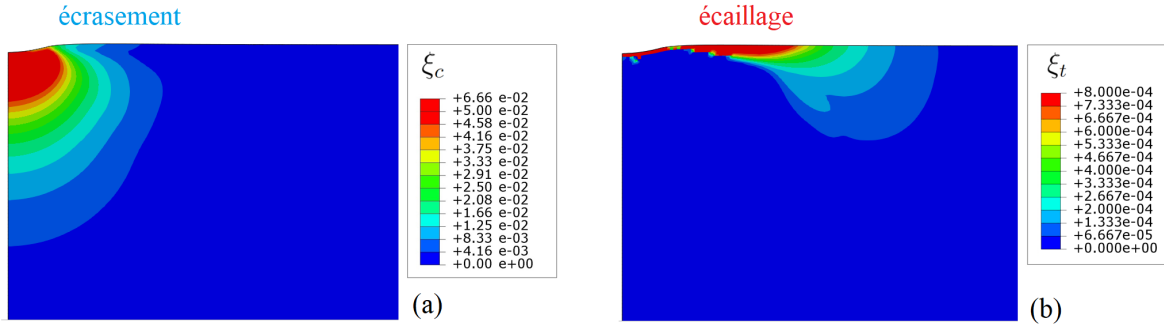 écrasement
ξc
+6.66 e-02
+5.00 e-02
+4.58 e-02
+4.16 e-02
+3.75 e-02
+3.33 e-02
+2.91 e-02
+2.50 e-02
+2.08 e-02
+1.66 e-02
+1.25 e-02
+8.33 e-03
+4.16 e-03
+0.00 e+00
(a)
écaillage
ξt
+8.000e-04
+7.333e-04
+6.667e-04
+6.000e-04
+5.333e-04
+4.667e-04
+4.000e-04
+3.333e-04
+2.667e-04
+2.000e-04
+1.333e-04
+6.667e-05
+0.000e+00
(b)